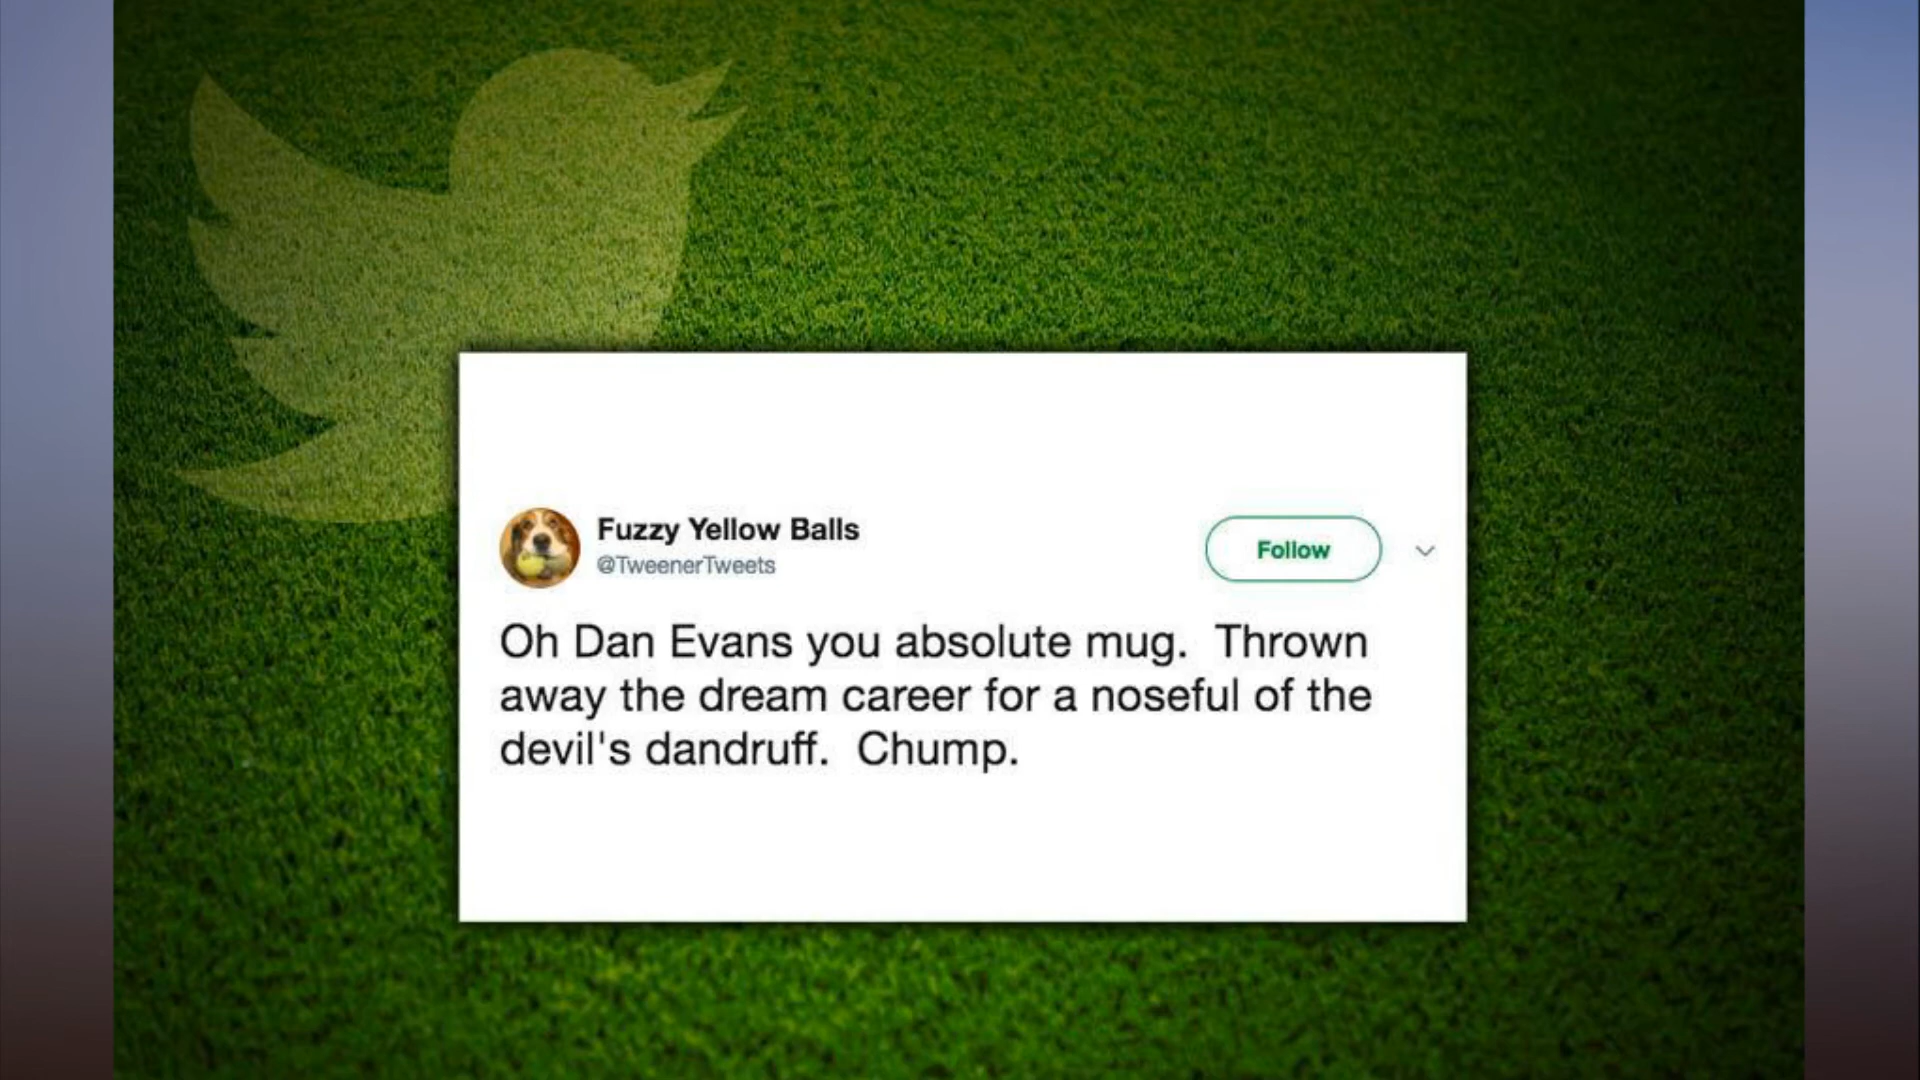 Fuzzy Yellow Balls
@TweenerTweets
Follow
Oh Dan Evans you absolute mug.  Thrown
away the dream career for a noseful of the
devil's dandruff.  Chump.